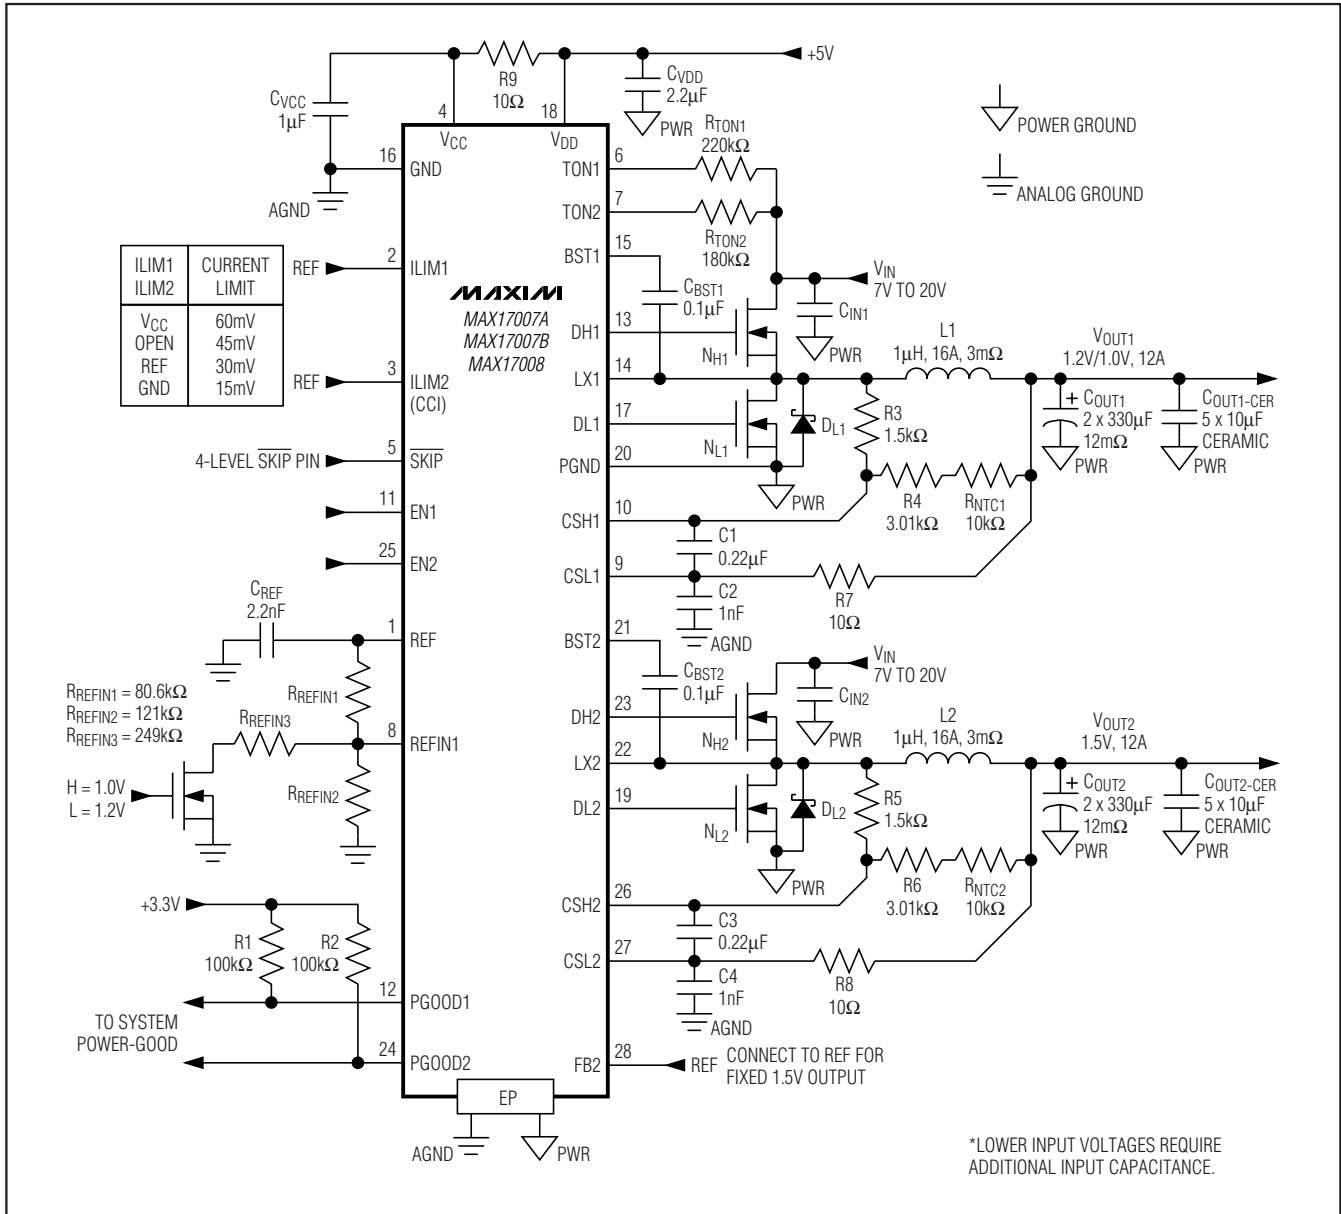 +5V
R9
10Ω
CVDD
2.2µF
PWR
CVCC
1µF
4
VCC
18
VDD
16
GND
AGND
POWER GROUND
ANALOG GROUND
RTON1
220kΩ
6
TON1
7
TON2
RTON2
180kΩ
15
BST1
CBST1
0.1µF
VIN
7V TO 20V
CIN1
PWR
ILIM1
ILIM2
CURRENT
LIMIT
VCC 60mV
OPEN 45mV
REF 30mV
GND 15mV
REF
2
ILIM1
MAXIM
MAX17007A
MAX17007B
MAX17008
13
DH1
NH1
L1
1µH, 16A, 3mΩ
VOUT1
1.2V/1.0V, 12A
REF
3
ILIM2
(CCI)
14
LX1
17
DL1
NL1
DL1
R3
1.5kΩ
+
COUT1
2 x 330µF
12mΩ
PWR
COUT1-CER
5 x 10µF
CERAMIC
PWR
4-LEVEL SKIP PIN
5
SKIP
20
PGND
PWR
R4
3.01kΩ
RNTC1
10kΩ
11
EN1
10
CSH1
C1
0.22µF
25
EN2
9
CSL1
C2
1nF
AGND
R7
10Ω
CREF
2.2nF
1
REF
21
BST2
CBST2
0.1µF
VIN
7V TO 20V
CIN2
PWR
RREFIN1 = 80.6kΩ
RREFIN2 = 121kΩ
RREFIN3 = 249kΩ
RREFIN1
RREFIN3
8
REFIN1
RREFIN2
H = 1.0V
L = 1.2V
23
DH2
NH2
L2
1µH, 16A, 3mΩ
VOUT2
1.5V, 12A
22
LX2
19
DL2
NL2
DL2
R5
1.5kΩ
+
COUT2
2 x 330µF
12mΩ
PWR
COUT2-CER
5 x 10µF
CERAMIC
PWR
PWR
R6
3.01kΩ
RNTC2
10kΩ
+3.3V
R1
100kΩ
R2
100kΩ
26
CSH2
C3
0.22µF
27
CSL2
C4
1nF
AGND
R8
10Ω
12
PGOOD1
TO SYSTEM
POWER-GOOD
24
PGOOD2
28
FB2
REF
CONNECT TO REF FOR
FIXED 1.5V OUTPUT
EP
AGND
PWR
*LOWER INPUT VOLTAGES REQUIRE
ADDITIONAL INPUT CAPACITANCE.